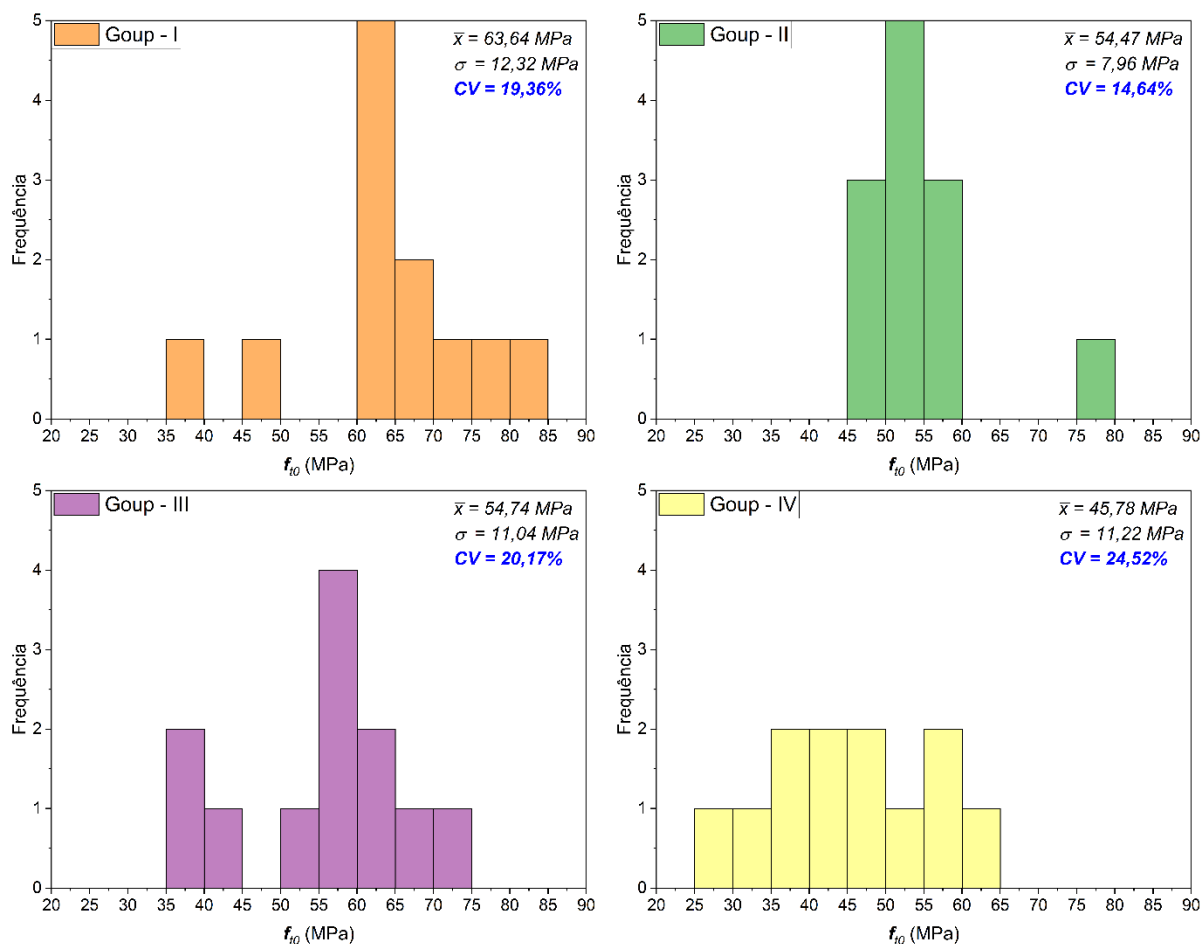 Goup - I
x̄ = 63,64 MPa
σ = 12,32 MPa
CV = 19,36%
Frequência
5
4
3
2
1
0
20 25 30 35 40 45 50 55 60 65 70 75 80 85 90
ft0 (MPa)
Goup - II
x̄ = 54,47 MPa
σ = 7,96 MPa
CV = 14,64%
Frequência
5
4
3
2
1
0
20 25 30 35 40 45 50 55 60 65 70 75 80 85 90
ft0 (MPa)
Goup - III
x̄ = 54,74 MPa
σ = 11,04 MPa
CV = 20,17%
Frequência
5
4
3
2
1
0
20 25 30 35 40 45 50 55 60 65 70 75 80 85 90
ft0 (MPa)
Goup - IV
x̄ = 45,78 MPa
σ = 11,22 MPa
CV = 24,52%
Frequência
5
4
3
2
1
0
20 25 30 35 40 45 50 55 60 65 70 75 80 85 90
ft0 (MPa)